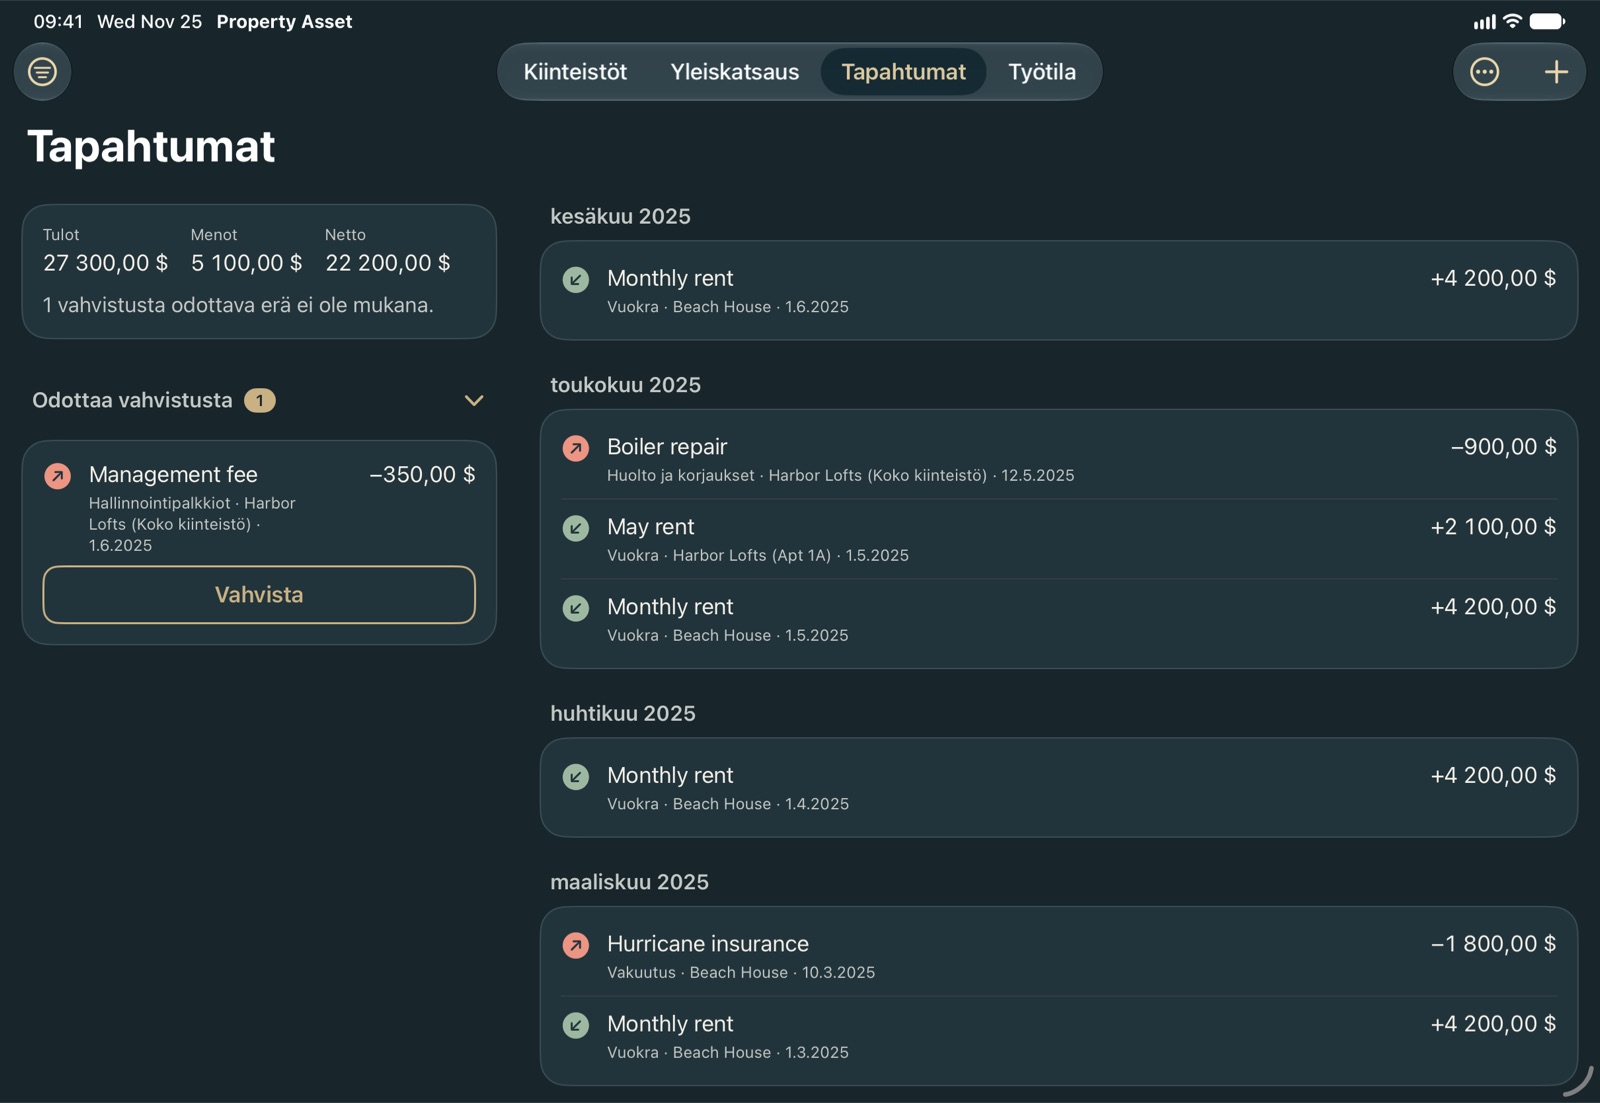 09:41 Wed Nov 25 Property Asset
Kiinteistöt Yleiskatsaus Tapahtumat Työtila
Tapahtumat
Tulot Menot Netto
27 300,00 $ 5 100,00 $ 22 200,00 $
1 vahvistusta odottava erä ei ole mukana.
Odottaa vahvistusta 1
Management fee −350,00 $
Hallinnointipalkkiot · Harbor
Lofts (Koko kiinteistö) ·
1.6.2025
Vahvista
kesäkuu 2025
Monthly rent +4 200,00 $
Vuokra · Beach House · 1.6.2025
toukokuu 2025
Boiler repair −900,00 $
Huolto ja korjaukset · Harbor Lofts (Koko kiinteistö) · 12.5.2025
May rent +2 100,00 $
Vuokra · Harbor Lofts (Apt 1A) · 1.5.2025
Monthly rent +4 200,00 $
Vuokra · Beach House · 1.5.2025
huhtikuu 2025
Monthly rent +4 200,00 $
Vuokra · Beach House · 1.4.2025
maaliskuu 2025
Hurricane insurance −1 800,00 $
Vakuutus · Beach House · 10.3.2025
Monthly rent +4 200,00 $
Vuokra · Beach House · 1.3.2025